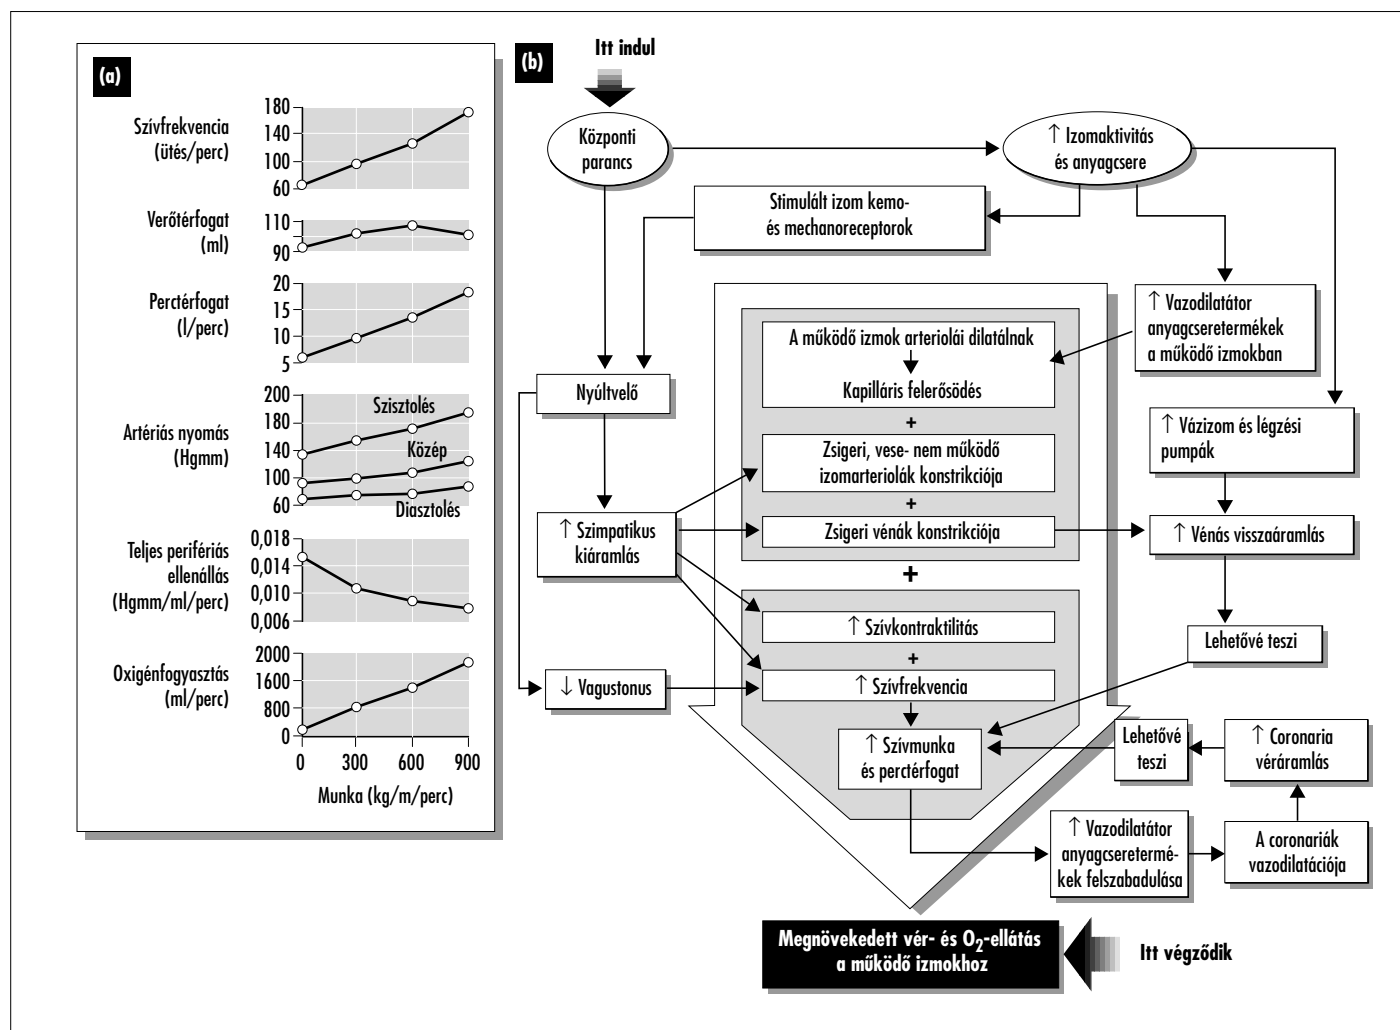 (a)
Szívfrekvencia
(ütés/perc)
180
140
100
60
Verőtérfogat
(ml)
110
90
Perctérfogat
(l/perc)
20
15
10
5
Artériás nyomás
(Hgmm)
200
180
140
100
60
Szisztolés
Közép
Diasztolés
Teljes perifériás
ellenállás
(Hgmm/ml/perc)
0,018
0,014
0,010
0,006
Oxigénfogyasztás
(ml/perc)
2000
1600
800
0
0 300 600 900
Munka (kg/m/perc)
(b)
Itt indul
Központi
parancs
↑ Izomaktivitás
és anyagcsere
Stimulált izom kemo-
és mechanoreceptorok
↑ Vazodilatátor
anyagcseretermékek
a működő izmokban
A működő izmok arteriolái dilatálnak
Kapilláris felerősödés
+
Nyúltvelő
↑ Vázizom és légzési
pumpák
Zsigeri, vese- nem működő
izomarteriolák konstrikciója
+
↑ Szimpatikus
kiáramlás
Zsigeri vénák konstrikciója
↑ Vénás visszaáramlás
+
↑ Szívkontraktilitás
+
Lehetővé teszi
↓ Vagustonus
↑ Szívfrekvencia
↑ Szívmunka
és perctérfogat
Lehetővé
teszi
↑ Coronaria
véráramlás
↑ Vazodilatátor
anyagcseretermé-
kek felszabadulása
A coronariák
vazodilatációja
Megnövekedett vér- és O₂-ellátás
a működő izmokhoz
Itt végződik